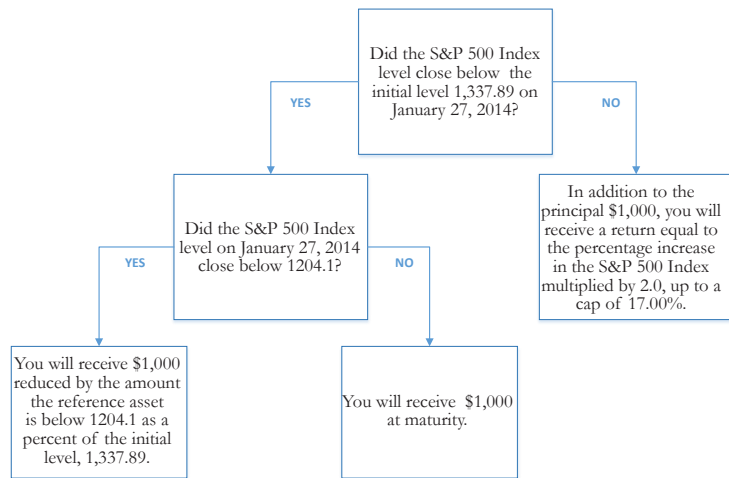 Did the S&P 500 Index
level close below the
initial level 1,337.89 on
January 27, 2014?
YES
NO
Did the S&P 500 Index
level on January 27, 2014
close below 1204.1?
In addition to the
principal $1,000, you will
receive a return equal to
the percentage increase
in the S&P 500 Index
multiplied by 2.0, up to a
cap of 17.00%.
YES
NO
You will receive $1,000
reduced by the amount
the reference asset
is below 1204.1 as a
percent of the initial
level, 1,337.89.
You will receive $1,000
at maturity.